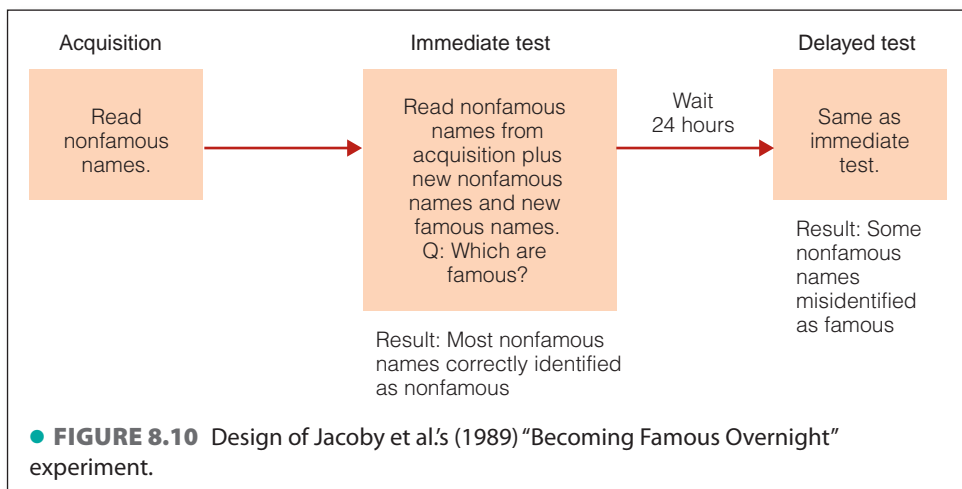 Acquisition
Immediate test
Delayed test
Read
nonfamous
names.
Read nonfamous
names from
acquisition plus
new nonfamous
names and new
famous names.
Q: Which are
famous?
Wait
24 hours
Same as
immediate
test.
Result: Most nonfamous
names correctly identified
as nonfamous
Result: Some
nonfamous
names
misidentified
as famous
● FIGURE 8.10 Design of Jacoby et al.’s (1989) “Becoming Famous Overnight”
experiment.